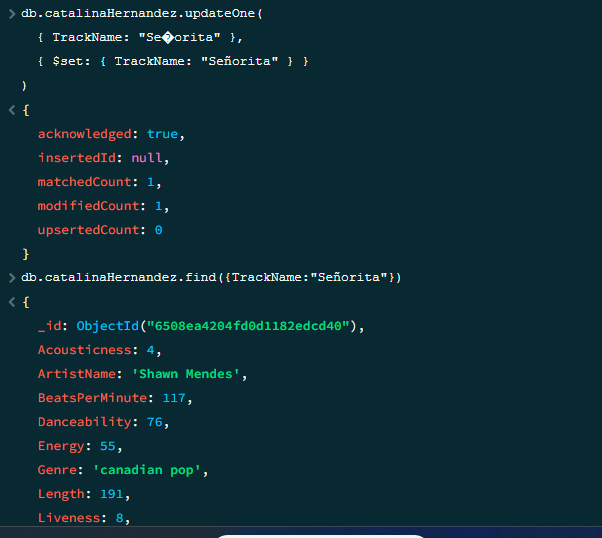 > db.catalinaHernandez.updateOne(
{ TrackName: "Se�orita" },
{ $set: { TrackName: "Señorita" } }
)
< {
acknowledged: true,
insertedId: null,
matchedCount: 1,
modifiedCount: 1,
upsertedCount: 0
}
> db.catalinaHernandez.find({TrackName:"Señorita"})
< {
_id: ObjectId("6508ea4204fd0d1182edcd40"),
Acousticness: 4,
ArtistName: 'Shawn Mendes',
BeatsPerMinute: 117,
Danceability: 76,
Energy: 55,
Genre: 'canadian pop',
Length: 191,
Liveness: 8,